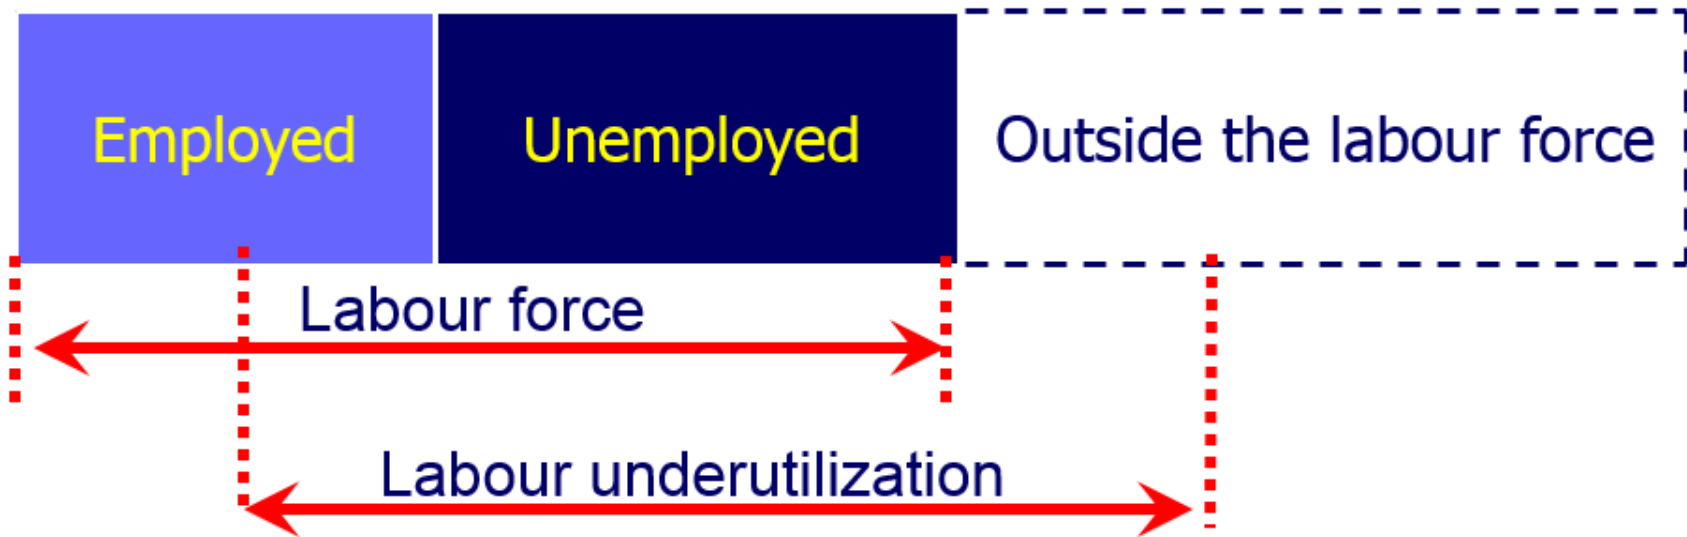 Employed
Unemployed
Outside the labour force
Labour force
Labour underutilization